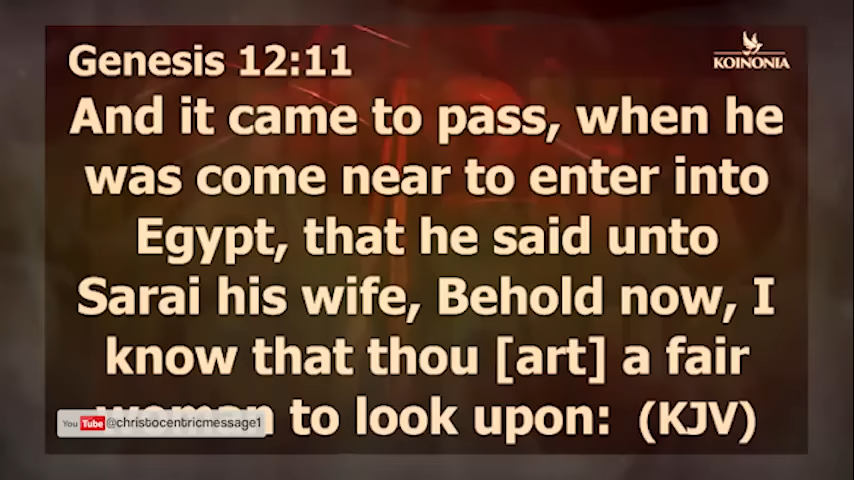 Genesis 12:11
KOINONIA
And it came to pass, when he
was come near to enter into
Egypt, that he said unto
Sarai his wife, Behold now, I
know that thou [art] a fair
woman to look upon: (KJV)
You Tube @christocentricmessage1